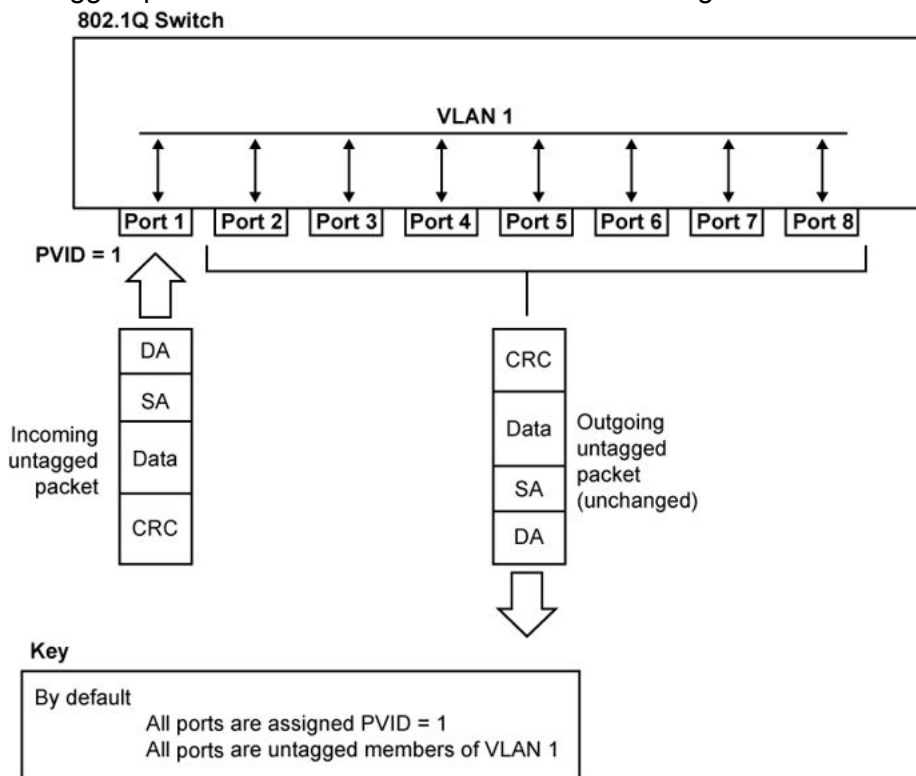 802.1Q Switch
VLAN 1
Port 1 Port 2 Port 3 Port 4 Port 5 Port 6 Port 7 Port 8
PVID = 1
DA
SA
Data
CRC
Incoming
untagged
packet
CRC
Data
SA
DA
Outgoing
untagged
packet
(unchanged)
Key
By default
All ports are assigned PVID = 1
All ports are untagged members of VLAN 1